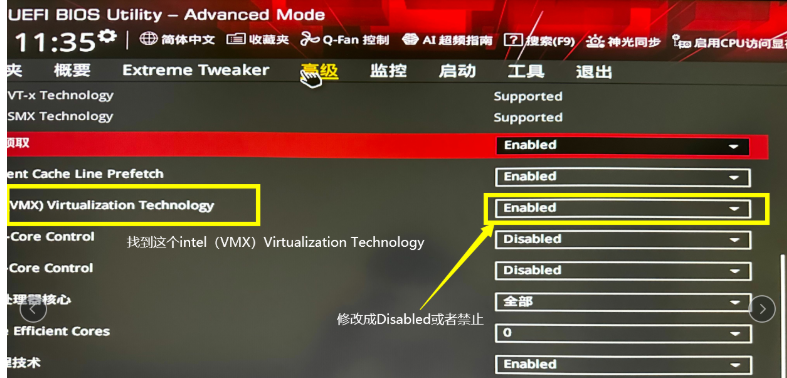 UEFI BIOS Utility – Advanced Mode
11:35 简体中文 收藏夹 Q-Fan 控制 AI 超频指南 ? 搜索(F9) 神光同步 启用CPU访问显
夹 概要 Extreme Tweaker 高级 监控 启动 工具 退出
VT-x Technology Supported
SMX Technology Supported
预取 Enabled
ent Cache Line Prefetch Enabled
(VMX) Virtualization Technology Enabled
-Core Control Disabled
找到这个intel（VMX）Virtualization Technology
-Core Control Disabled
处理器核心 全部
修改成Disabled或者禁止
e Efficient Cores 0
程技术 Enabled